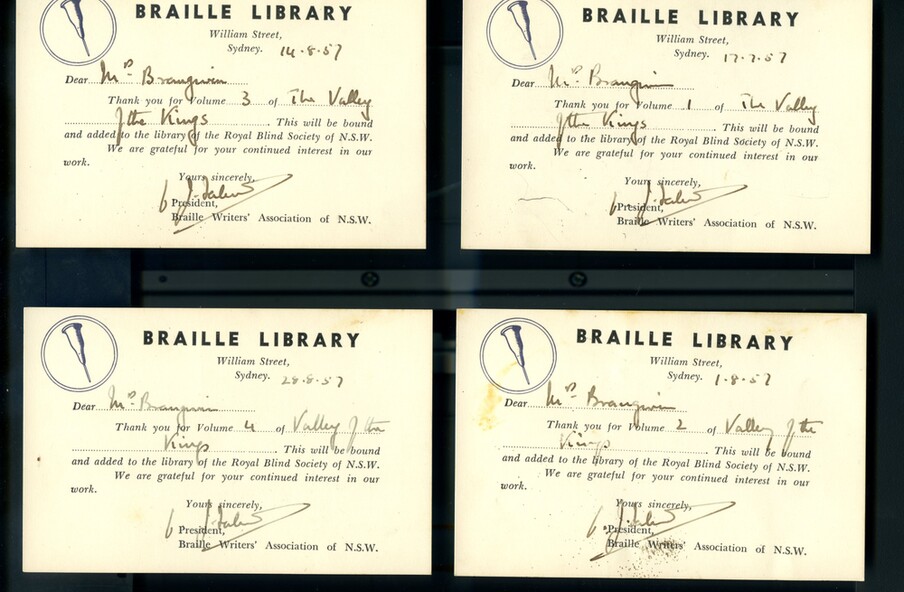 BRAILLE LIBRARY
William Street,
Sydney. 14.8.57
Dear Mrs Brangwin
Thank you for Volume 3 of The Valley
of the Kings. This will be bound
and added to the library of the Royal Blind Society of N.S.W.
We are grateful for your continued interest in our
work.
Yours sincerely,
President,
Braille Writers' Association of N.S.W.
BRAILLE LIBRARY
William Street,
Sydney. 17.7.57
Dear Mrs Brangwin
Thank you for Volume 1 of The Valley
of the Kings. This will be bound
and added to the library of the Royal Blind Society of N.S.W.
We are grateful for your continued interest in our
work.
Yours sincerely,
President,
Braille Writers' Association of N.S.W.
BRAILLE LIBRARY
William Street,
Sydney. 28.8.57
Dear Mrs Brangwin
Thank you for Volume 4 of Valley of the
Kings. This will be bound
and added to the library of the Royal Blind Society of N.S.W.
We are grateful for your continued interest in our
work.
Yours sincerely,
President,
Braille Writers' Association of N.S.W.
BRAILLE LIBRARY
William Street,
Sydney. 1.8.57
Dear Mrs Brangwin
Thank you for Volume 2 of Valley of the
Kings. This will be bound
and added to the library of the Royal Blind Society of N.S.W.
We are grateful for your continued interest in our
work.
Yours sincerely,
President,
Braille Writers' Association of N.S.W.